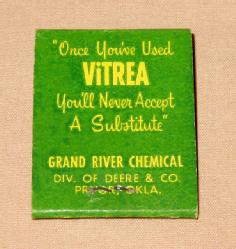 "Once You've Used
ViTREA
You'll Never Accept
A Substitute"
GRAND RIVER CHEMICAL
DIV. OF DEERE & CO.
PRYOR, OKLA.